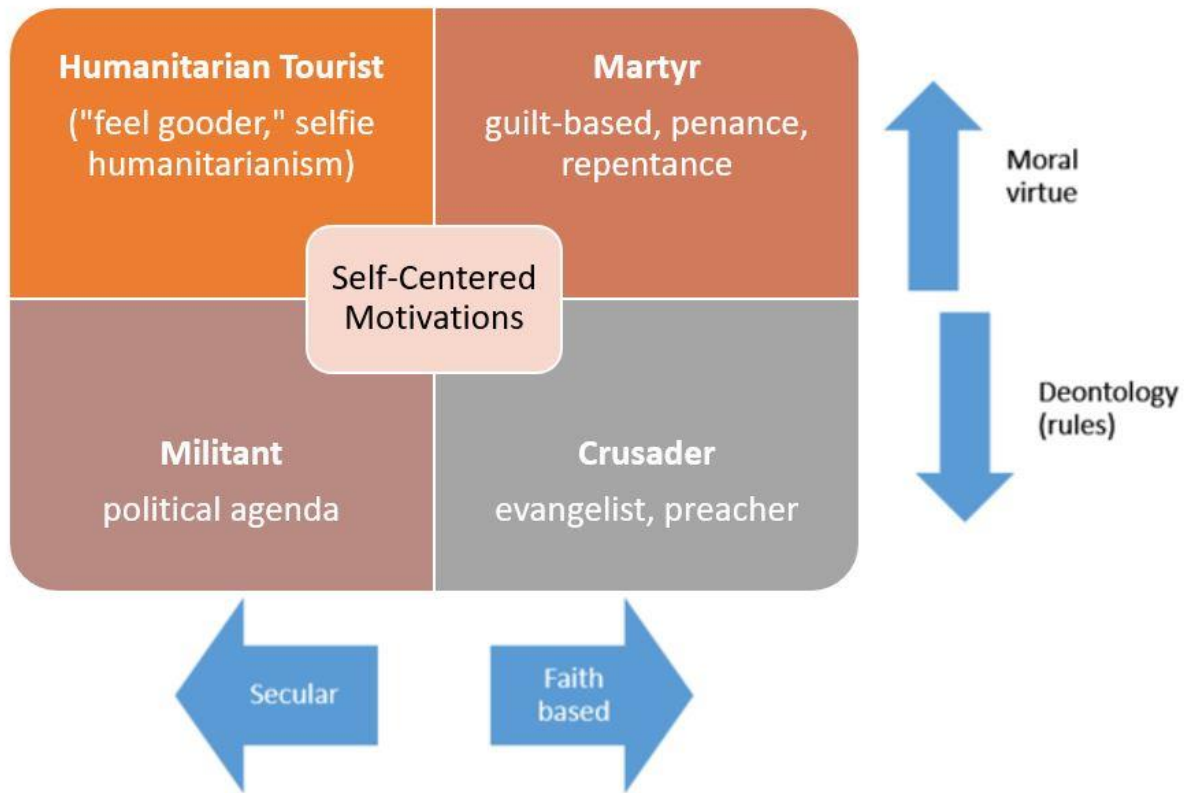 Humanitarian Tourist
("feel gooder," selfie
humanitarianism)
Martyr
guilt-based, penance,
repentance
Self-Centered
Motivations
Militant
political agenda
Crusader
evangelist, preacher
Moral
virtue
Deontology
(rules)
Secular
Faith
based